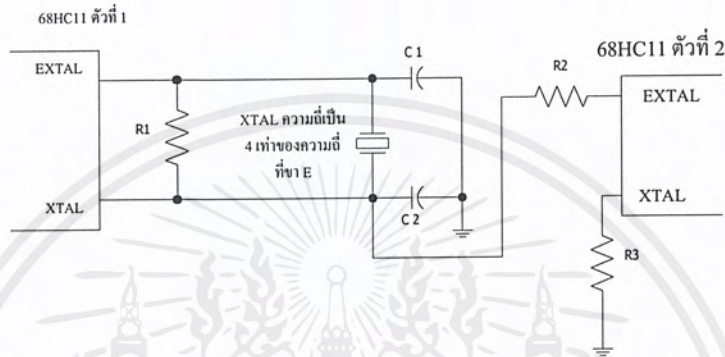 68HC11 ตัวที่ 1
EXTAL
XTAL
R1
XTAL ความถี่เป็น
4 เท่าของความถี่
ที่ขา E
C 1
C 2
R2
68HC11 ตัวที่ 2
EXTAL
XTAL
R3